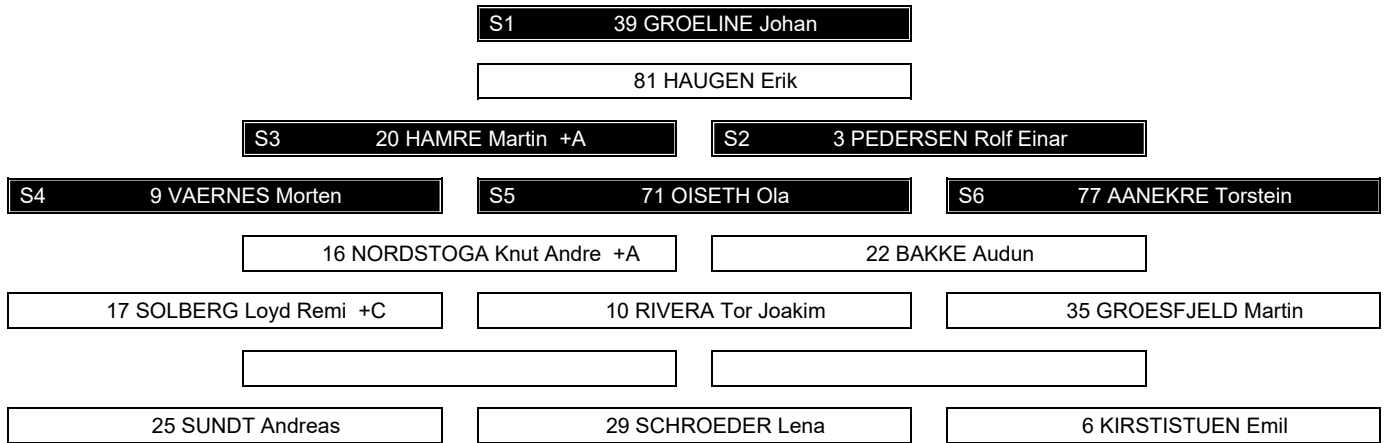 S1 39 GROELINE Johan
81 HAUGEN Erik
S3 20 HAMRE Martin +A S2 3 PEDERSEN Rolf Einar
S4 9 VAERNES Morten S5 71 OISETH Ola S6 77 AANEKRE Torstein
16 NORDSTOGA Knut Andre +A 22 BAKKE Audun
17 SOLBERG Loyd Remi +C 10 RIVERA Tor Joakim 35 GROESFJELD Martin
25 SUNDT Andreas 29 SCHROEDER Lena 6 KIRSTISTUEN Emil